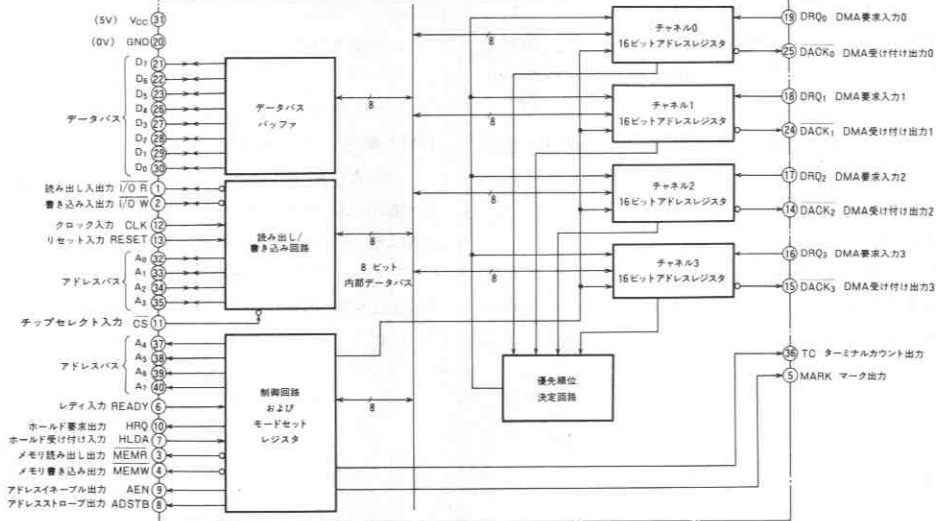 (5V) VCC 31
(0V) GND 20
データバス
D7 21
D6 22
D5 23
D4 26
D3 27
D2 28
D1 29
D0 30
読み出し入出力 I/O R 1
書き込み入出力 I/O W 2
クロック入力 CLK 12
リセット入力 RESET 13
アドレスバス
A0 32
A1 33
A2 34
A3 35
チップセレクト入力 CS 11
アドレスバス
A4 37
A5 38
A6 39
A7 40
レディ入力 READY 6
ホールド要求出力 HRQ 10
ホールド受け付け入力 HLDA 7
メモリ読み出し出力 MEMR 3
メモリ書き込み出力 MEMW 4
アドレスイネーブル出力 AEN 9
アドレスストローブ出力 ADSTB 8
データバス
バッファ
8
読み出し/
書き込み回路
8
8 ビット
内部データバス
制御回路
および
モードセット
レジスタ
8
8
チャネル0
16ビットアドレスレジスタ
8
チャネル1
16ビットアドレスレジスタ
8
チャネル2
16ビットアドレスレジスタ
8
チャネル3
16ビットアドレスレジスタ
優先順位
決定回路
19 DRQ0 DMA要求入力0
25 DACK0 DMA受け付け出力0
18 DRQ1 DMA要求入力1
24 DACK1 DMA受け付け出力1
17 DRQ2 DMA要求入力2
14 DACK2 DMA受け付け出力2
16 DRQ3 DMA要求入力3
15 DACK3 DMA受け付け出力3
36 TC ターミナルカウント出力
5 MARK マーク出力